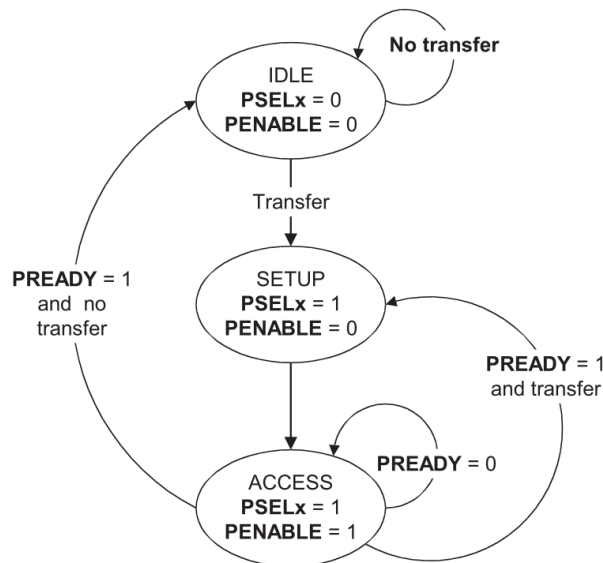 No transfer
IDLE
PSELx = 0
PENABLE = 0
Transfer
SETUP
PSELx = 1
PENABLE = 0
PREADY = 1
and no
transfer
PREADY = 1
and transfer
PREADY = 0
ACCESS
PSELx = 1
PENABLE = 1